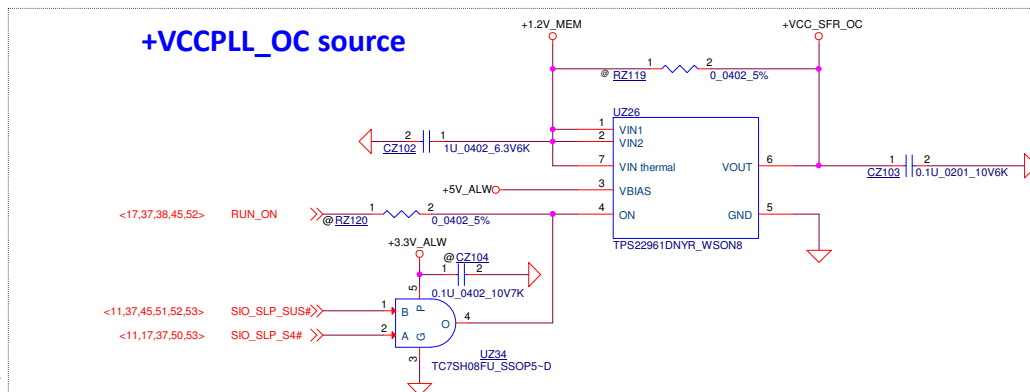 +VCCPLL_OC source
+1.2V_MEM
+VCC_SFR_OC
@ RZ119 1 2 0_0402_5%
UZ26
1 VIN1
2 VIN2
7 VIN thermal
VOUT 6
3 VBIAS
4 ON
GND 5
TPS22961DNYR_WSON8
2 1
CZ102 1U_0402_6.3V6K
1 2
CZ103 0.1U_0201_10V6K
+5V_ALW
<17,37,38,45,52> RUN_ON
1 2
@RZ120 0_0402_5%
+3.3V_ALW
@CZ104
1 2
0.1U_0402_10V7K
<11,37,45,51,52,53> SIO_SLP_SUS# 1 B
<11,17,37,50,53> SIO_SLP_S4# 2 A
5 P
G 3
O 4
UZ34
TC7SH08FU_SSOP5~D